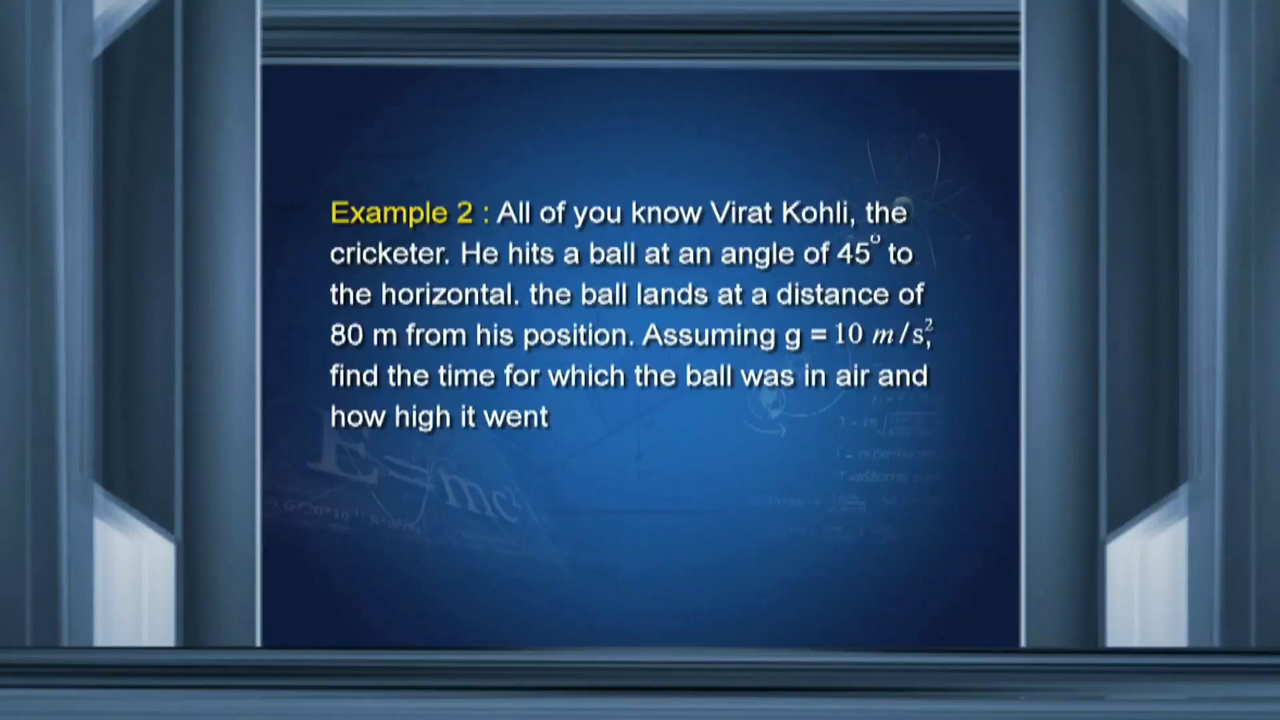 Example 2 : All of you know Virat Kohli, the
cricketer. He hits a ball at an angle of 45° to
the horizontal. the ball lands at a distance of
80 m from his position. Assuming g = 10 m/s²,
find the time for which the ball was in air and
how high it went
E=mc²